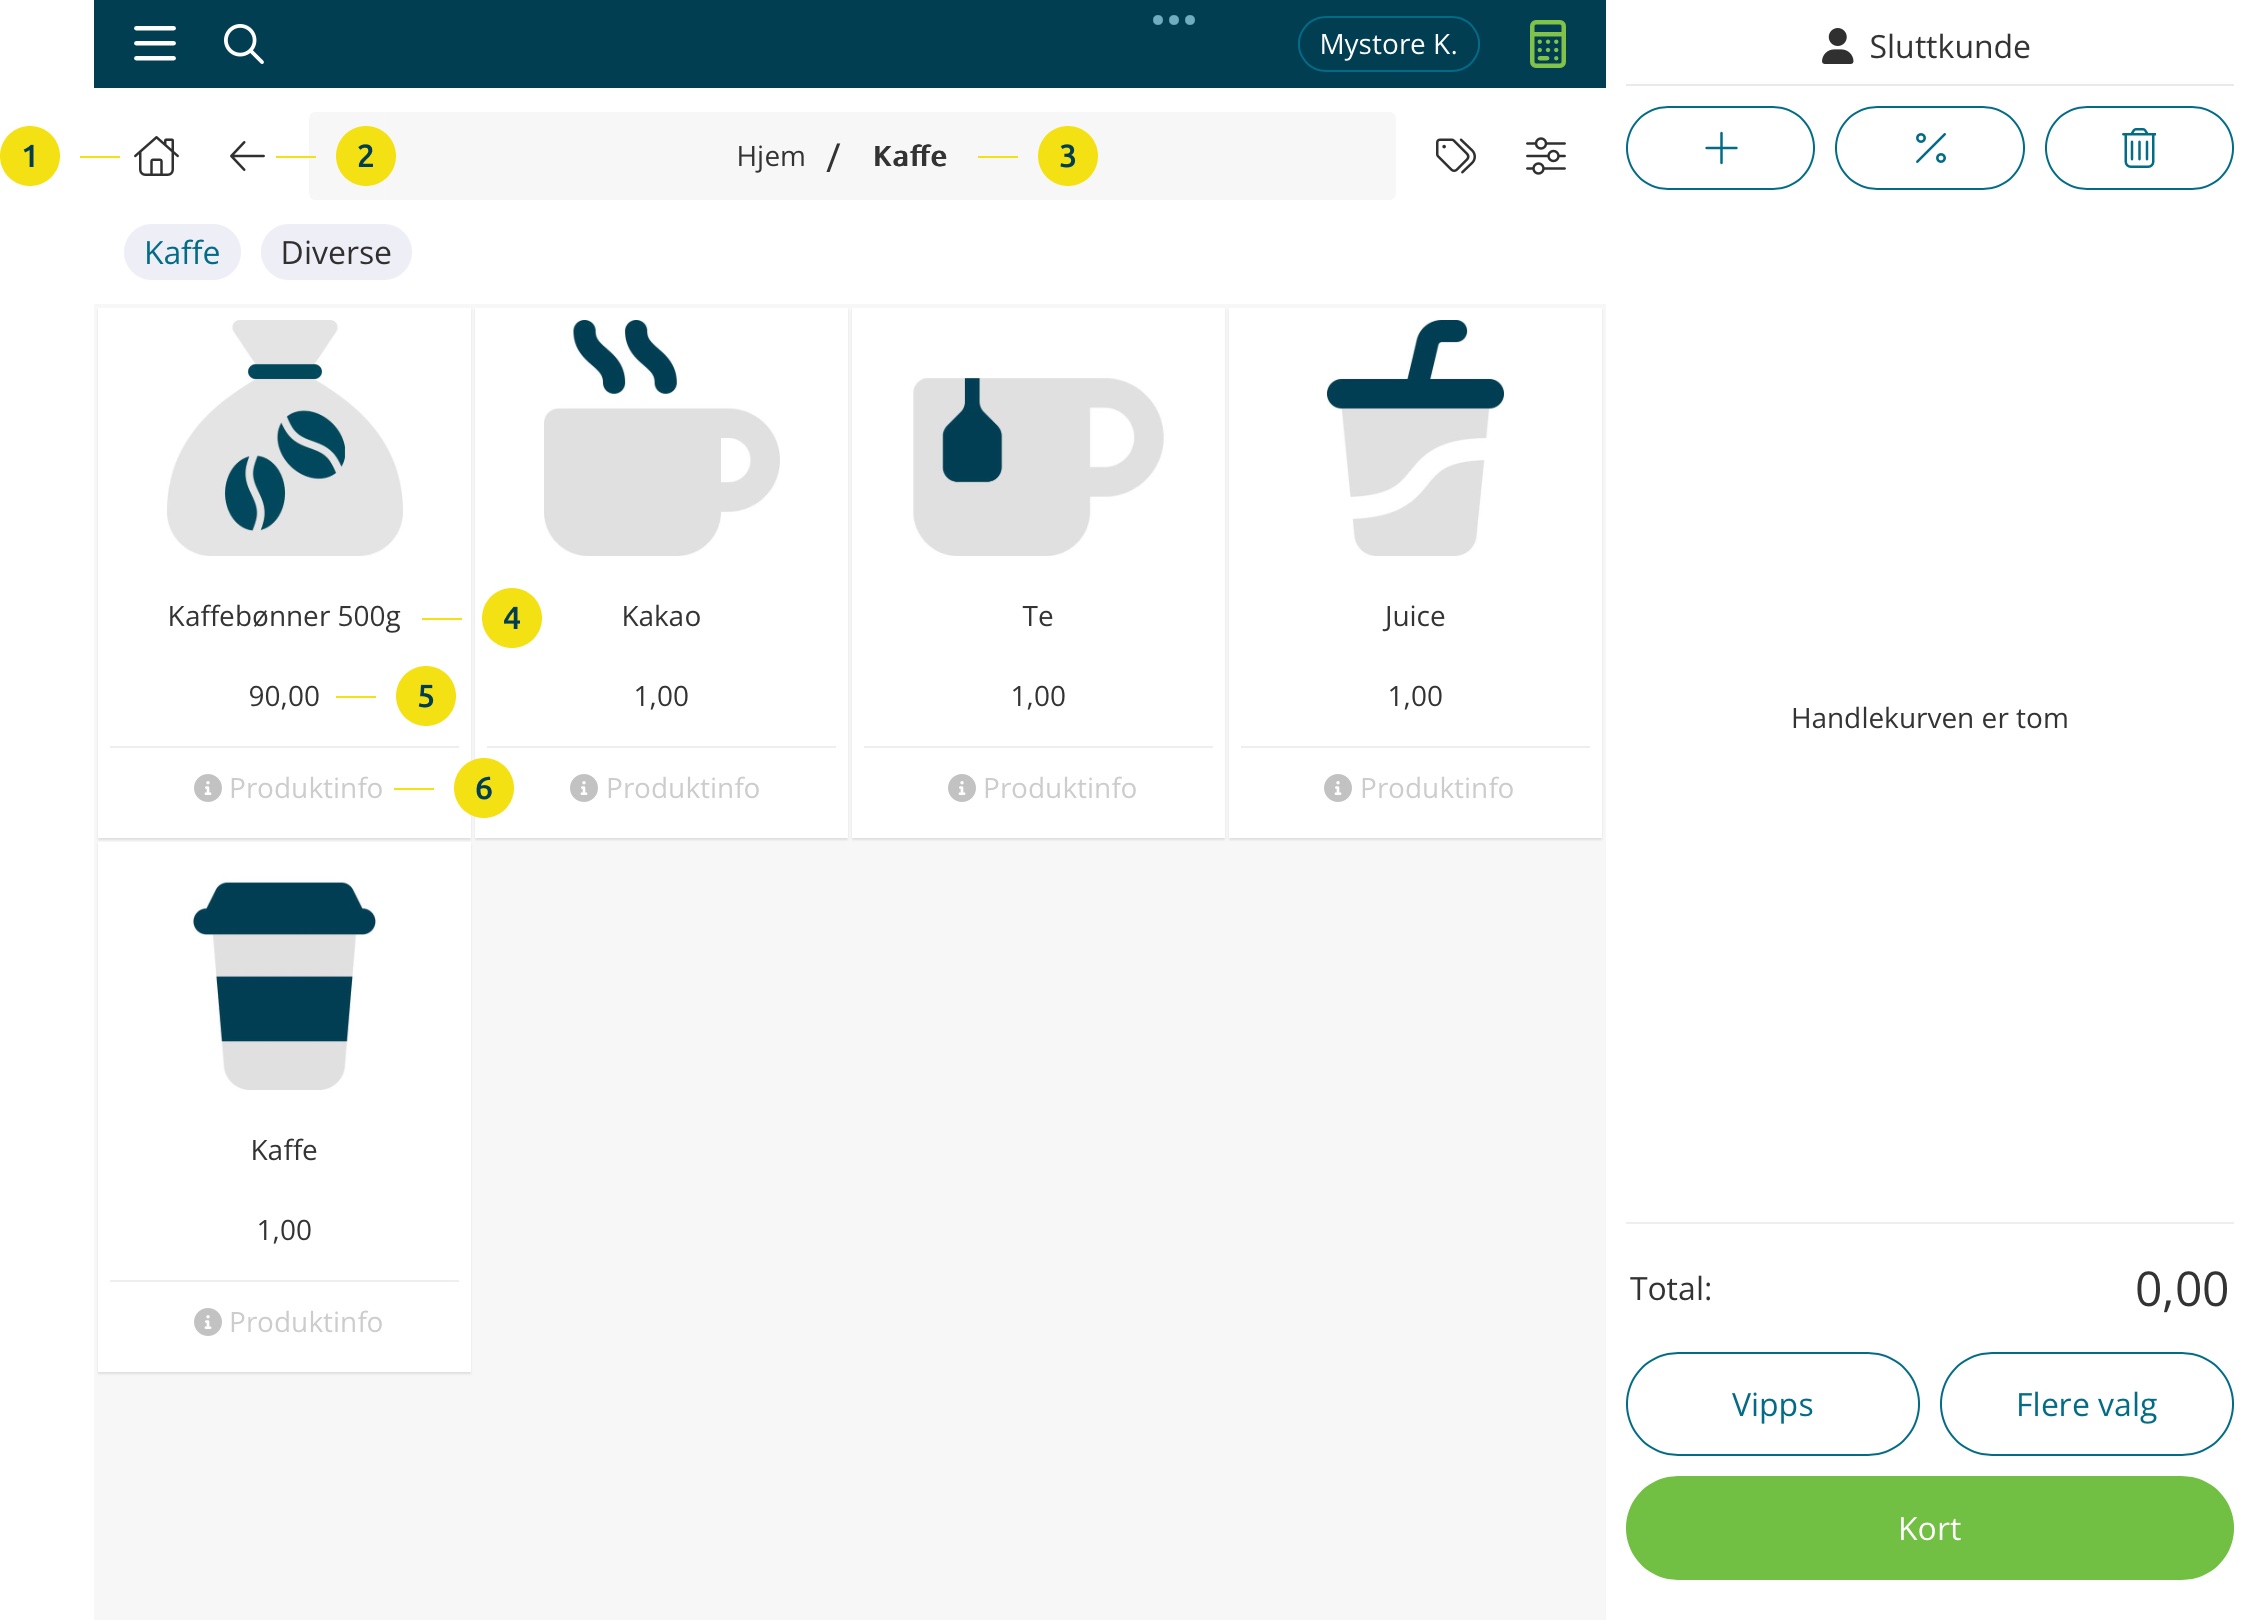 Mystore K.
Sluttkunde
1
2
Hjem / Kaffe
3
Kaffe
Diverse
Kaffebønner 500g
4
Kakao
Te
Juice
90,00
5
1,00
1,00
1,00
Produktinfo
6
Produktinfo
Produktinfo
Produktinfo
Kaffe
1,00
Produktinfo
Handlekurven er tom
Total:
0,00
Vipps
Flere valg
Kort